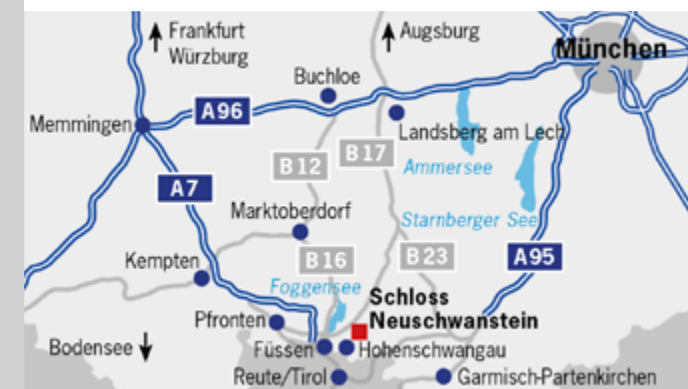 Frankfurt
Würzburg
Augsburg
München
Buchloe
A96
Memmingen
Landsberg am Lech
B17
B12
Ammersee
A7
Marktoberdorf
Starnberger See
Kempten
B16
B23
A95
Foggensee
Schloss
Neuschwanstein
Pfronten
Bodensee
Füssen
Hohenschwangau
Reute/Tirol
Garmisch-Partenkirchen